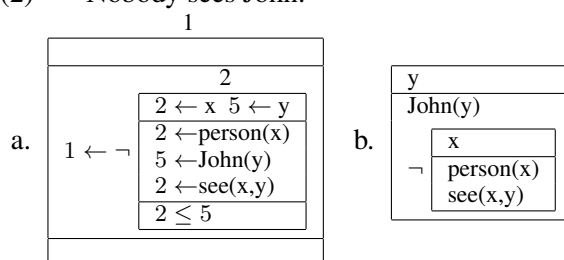 (2) Nobody sees John.
1
2
2 ← x 5 ← y
a. 1 ← ¬ 2 ←person(x)
5 ←John(y)
2 ←see(x,y)
2 ≤ 5
b. y
John(y)
¬ x
person(x)
see(x,y)